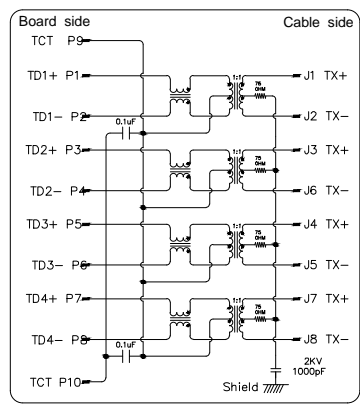 Board side Cable side
TCT P9
TD1+ P1 1:1 75 OHM J1 TX+
TD1- P2 0.1uF J2 TX-
TD2+ P3 1:1 75 OHM J3 TX+
TD2- P4 J6 TX-
TD3+ P5 1:1 75 OHM J4 TX+
TD3- P6 J5 TX-
TD4+ P7 1:1 75 OHM J7 TX+
TD4- P8 0.1uF J8 TX-
2KV
1000pF
TCT P10 Shield